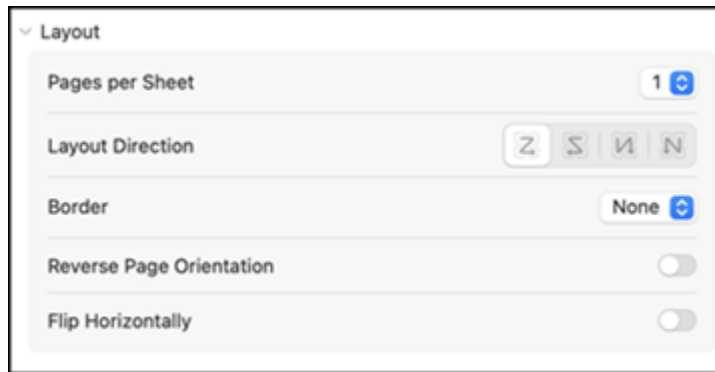 Layout
Pages per Sheet 1
Layout Direction
Border None
Reverse Page Orientation
Flip Horizontally